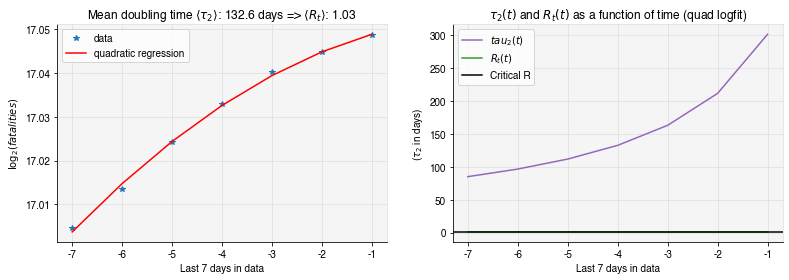 Mean doubling time ⟨τ₂⟩: 132.6 days => ⟨Rₜ⟩: 1.03
17.05
17.04
17.03
17.02
17.01
log₂(fatalities)
data
quadratic regression
-7 -6 -5 -4 -3 -2 -1
Last 7 days in data
τ₂(t) and Rₜ(t) as a function of time (quad logfit)
300
250
200
150
100
50
0
(τ₂ in days)
tau₂(t)
Rₜ(t)
Critical R
-7 -6 -5 -4 -3 -2 -1
Last 7 days in data